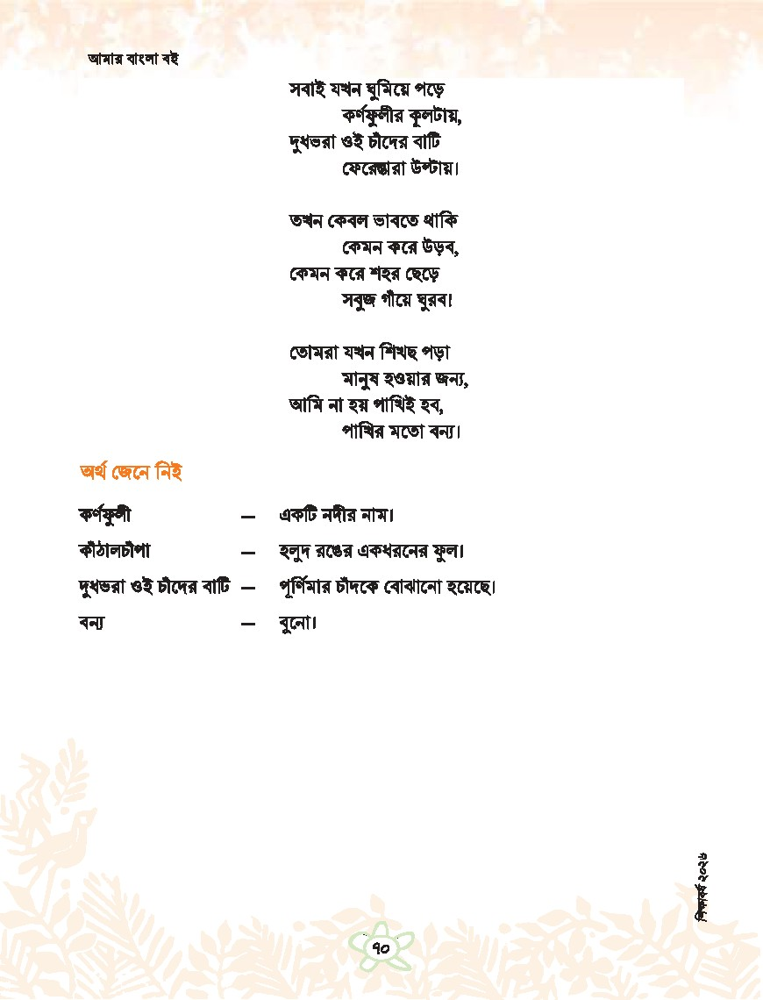 আমার বাংলা বই
সবাই যখন ঘুমিয়ে পড়ে
কর্ণফুলীর কূলটায়,
দুধভরা ওই চাঁদের বাটি
ফেরেস্তারা উল্টায়।
তখন কেবল ভাবতে থাকি
কেমন করে উড়ব,
কেমন করে শহর ছেড়ে
সবুজ গাঁয়ে ঘুরব!
তোমরা যখন শিখছ পড়া
মানুষ হওয়ার জন্য,
আমি না হয় পাখিই হব,
পাখির মতো বন্য।
অর্থ জেনে নিই
কর্ণফুলী — একটি নদীর নাম।
কাঁঠালচাঁপা — হলুদ রঙের একধরনের ফুল।
দুধভরা ওই চাঁদের বাটি — পূর্ণিমার চাঁদকে বোঝানো হয়েছে।
বন্য — বুনো।
শিক্ষাবর্ষ ২০২৬
৭০